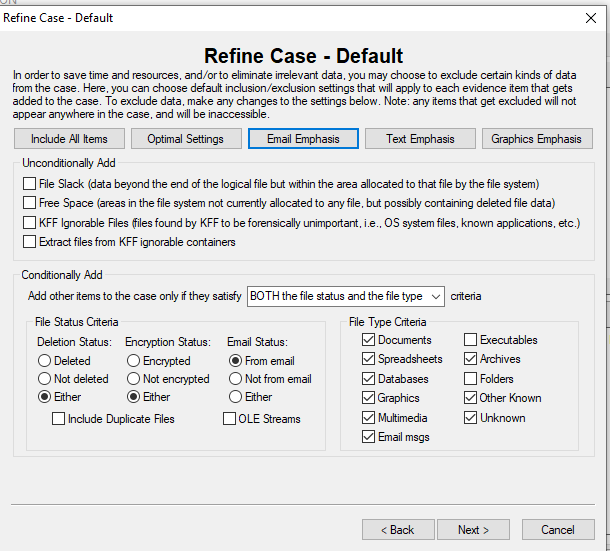 Refine Case - Default
Refine Case - Default
In order to save time and resources, and/or to eliminate irrelevant data, you may choose to exclude certain kinds of data
from the case. Here, you can choose default inclusion/exclusion settings that will apply to each evidence item that gets
added to the case. To exclude data, make any changes to the settings below. Note: any items that get excluded will not
appear anywhere in the case, and will be inaccessible.
Include All Items Optimal Settings Email Emphasis Text Emphasis Graphics Emphasis
Unconditionally Add
File Slack (data beyond the end of the logical file but within the area allocated to that file by the file system)
Free Space (areas in the file system not currently allocated to any file, but possibly containing deleted file data)
KFF Ignorable Files (files found by KFF to be forensically unimportant, i.e., OS system files, known applications, etc.)
Extract files from KFF ignorable containers
Conditionally Add
Add other items to the case only if they satisfy BOTH the file status and the file type criteria
File Status Criteria
Deletion Status: Encryption Status: Email Status:
Deleted Encrypted From email
Not deleted Not encrypted Not from email
Either Either Either
Include Duplicate Files OLE Streams
File Type Criteria
Documents Executables
Spreadsheets Archives
Databases Folders
Graphics Other Known
Multimedia Unknown
Email msgs
< Back Next > Cancel